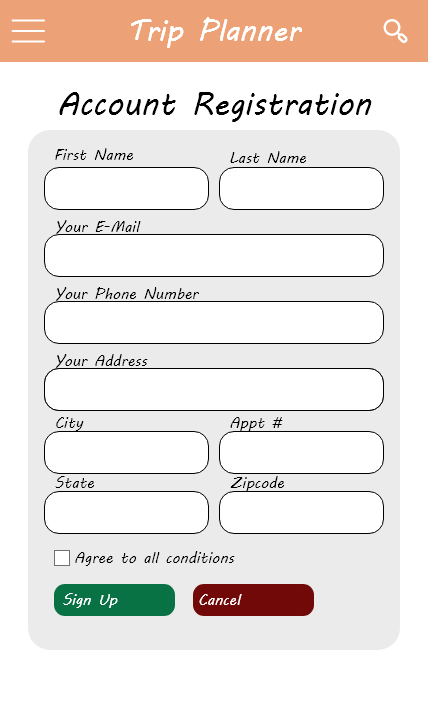 Trip Planner
Account Registration
First Name
Last Name
Your E-Mail
Your Phone Number
Your Address
City
Appt #
State
Zipcode
Agree to all conditions
Sign Up
Cancel